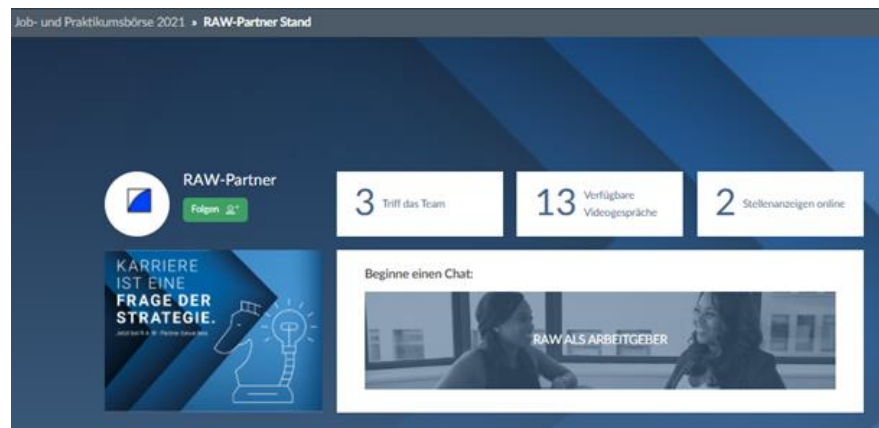 Job- und Praktikumsbörse 2021 » RAW-Partner Stand
RAW-Partner
Folgen
3 Triff das Team
13 Verfügbare
Videogespräche
2 Stellenanzeigen online
KARRIERE
IST EINE
FRAGE DER
STRATEGIE.
Beginne einen Chat:
RAW ALS ARBEITGEBER